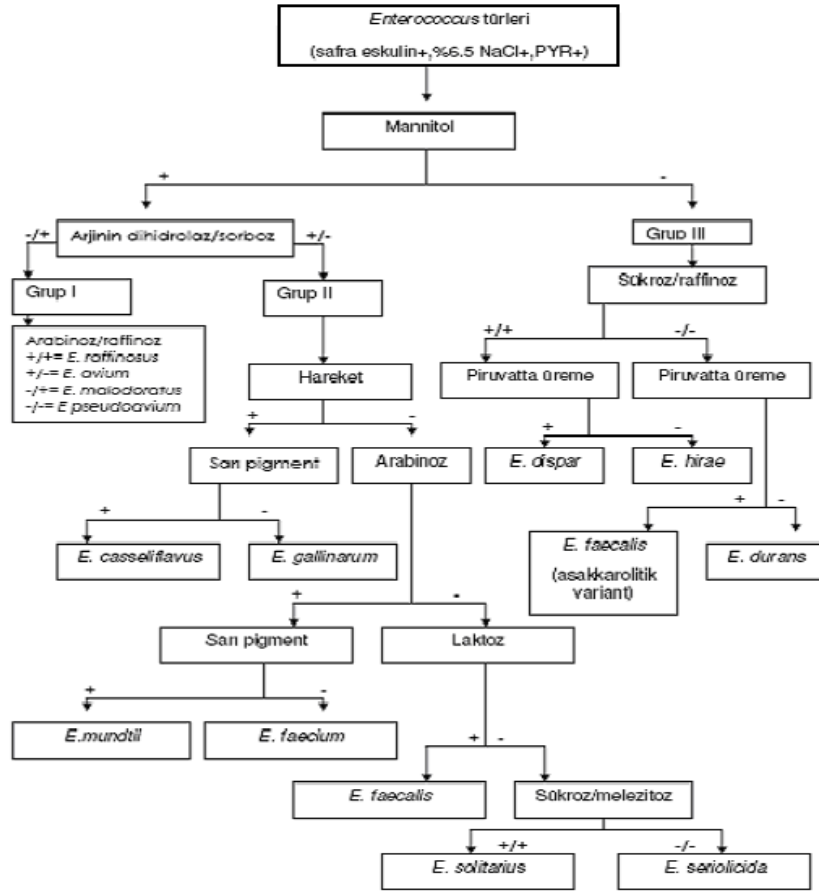 Enterococcus türleri
(safra eskulin+,%6.5 NaCl+,PYR+)
Mannitol
+ -
-/+ Arjinin dihidrolaz/sorboz +/-
Grup III
Grup I
Grup II
Sükroz/raffinoz
Arabinoz/raffinoz
+/+= E. raffinosus
+/-= E. avium
-/+= E. malodoratus
-/-= E pseudoavium
+/+ -/-
Hareket
Piruvatta üreme
Piruvatta üreme
+ -
Sarı pigment
Arabinoz
+ -
E. dispar
E. hirae
+ -
E. casseliflavus
E. gallinarum
+ -
E. faecalis
(asakkarolitik
variant)
E. durans
+ -
Sarı pigment
Laktoz
+ -
E.mundtii
E. faecium
+ -
E. faecalis
Sükroz/melezitoz
+/+ -/-
E. solitarius
E. seriolicida